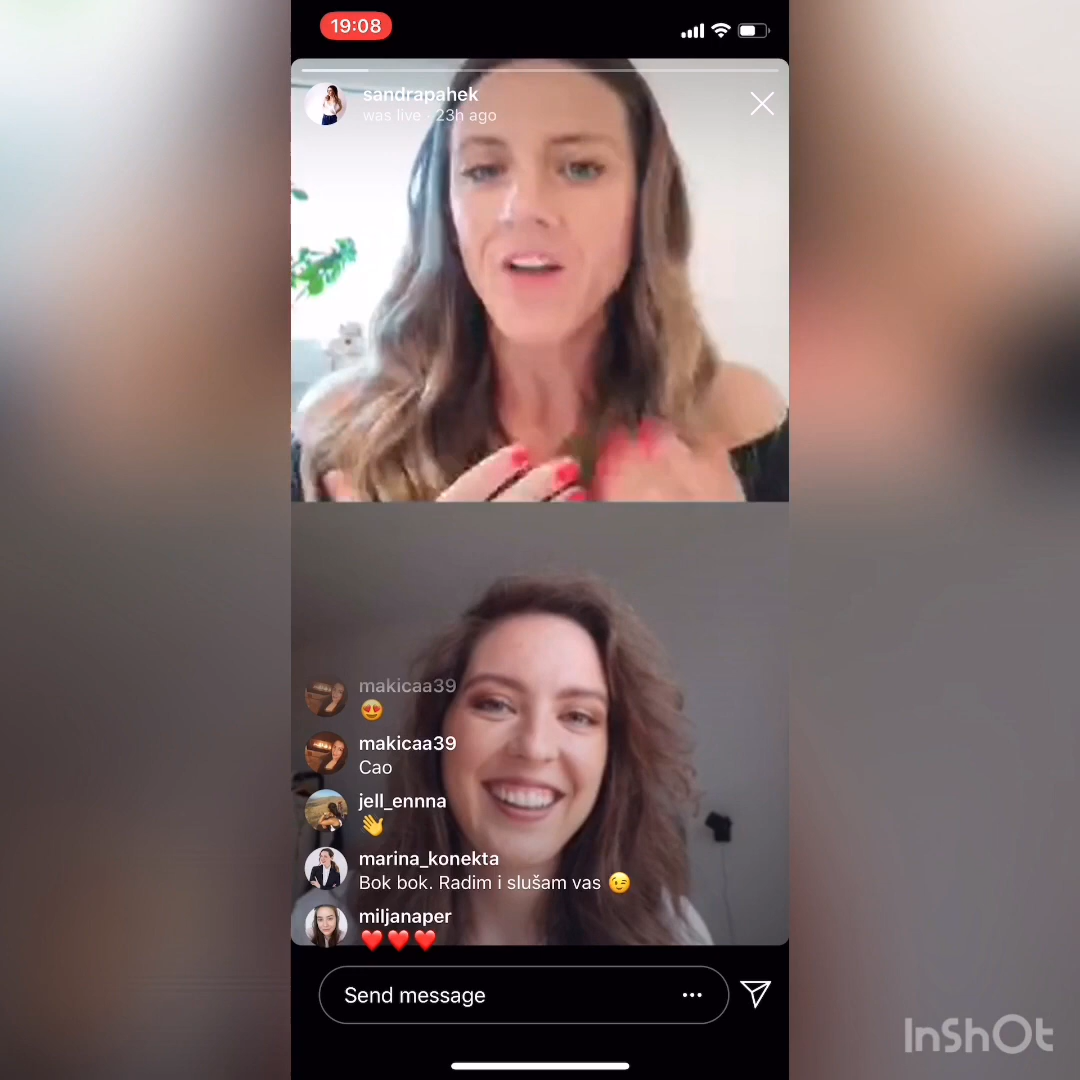 19:08
sandrapahek
was live · 23h ago
makicaa39
😍
makicaa39
Cao
jell_ennna
👋
marina_konekta
Bok bok. Radim i slušam vas 😉
miljanaper
❤️❤️❤️
Send message
InShOt